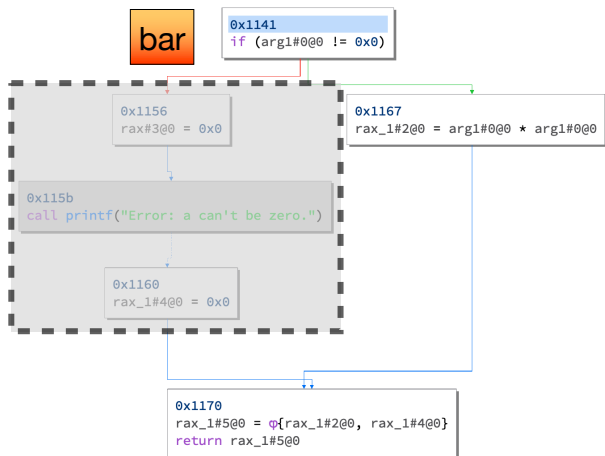 bar
0x1141
if (arg1#0@0 != 0x0)
0x1156
rax#3@0 = 0x0
0x115b
call printf("Error: a can't be zero.")
0x1160
rax_1#4@0 = 0x0
0x1167
rax_1#2@0 = arg1#0@0 * arg1#0@0
0x1170
rax_1#5@0 = φ{rax_1#2@0, rax_1#4@0}
return rax_1#5@0